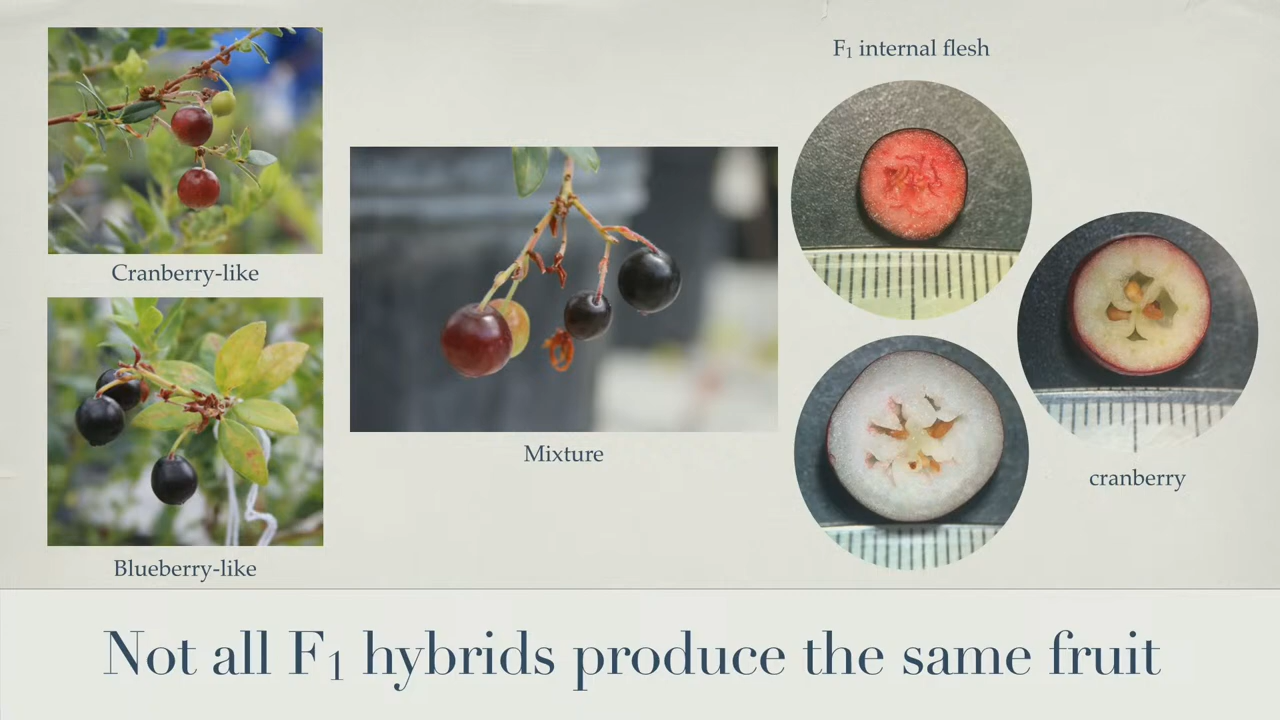 F₁ internal flesh
Cranberry-like
Mixture
cranberry
Blueberry-like
Not all F₁ hybrids produce the same fruit